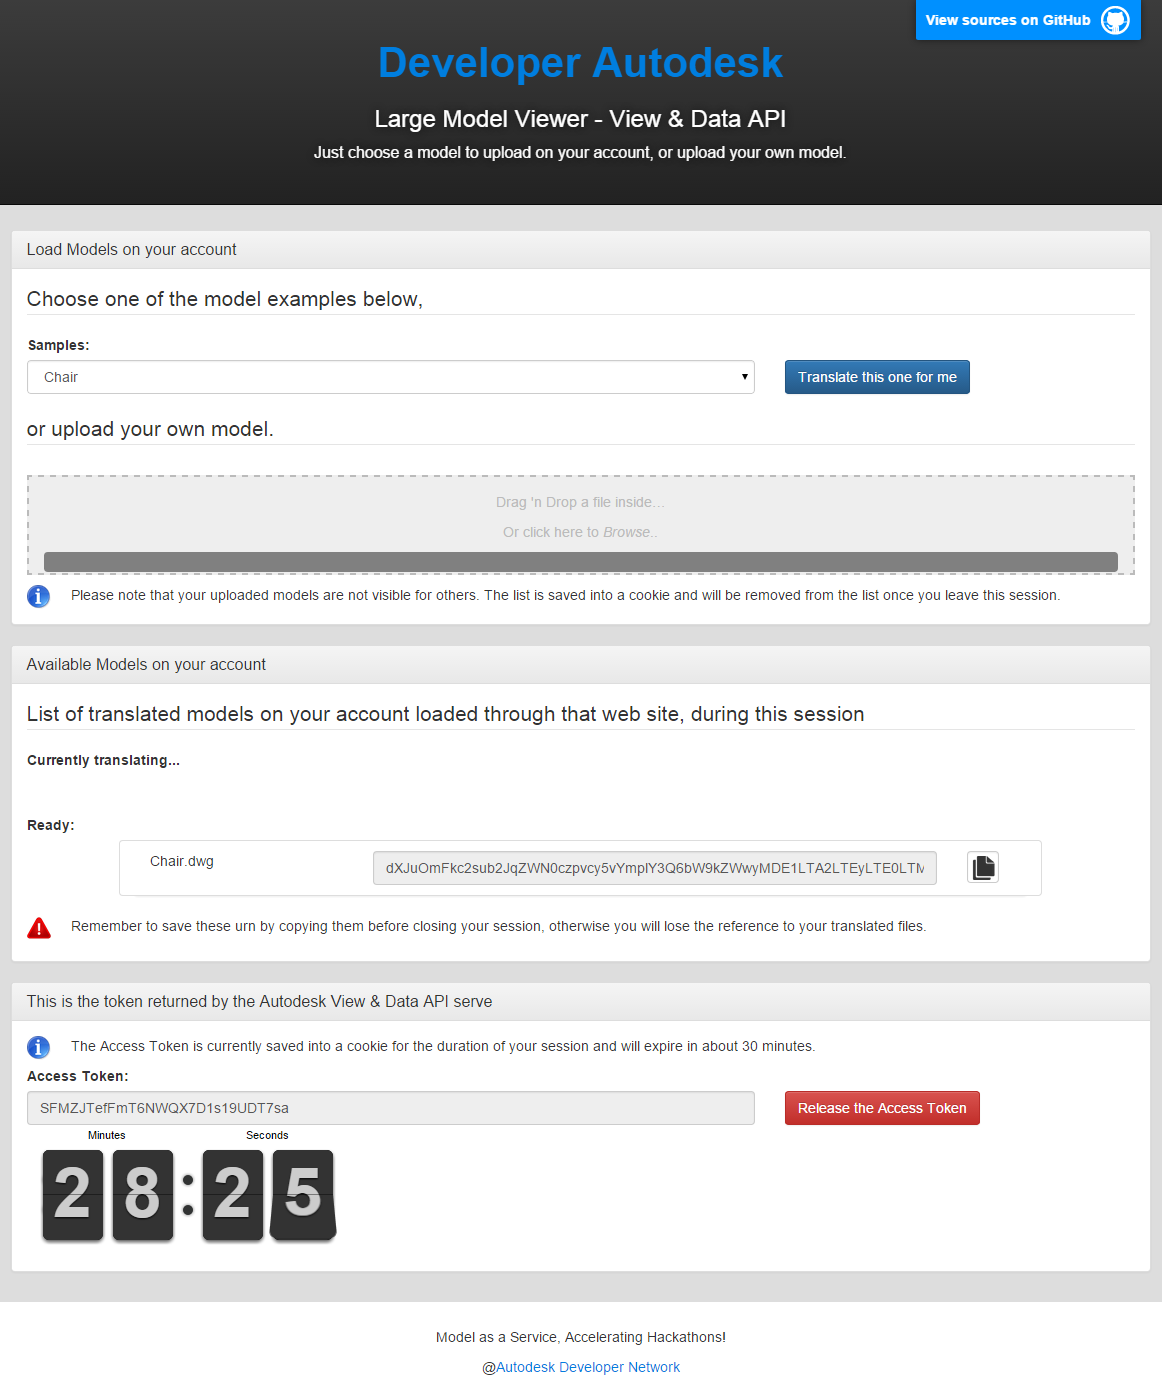 View sources on GitHub
Developer Autodesk
Large Model Viewer - View & Data API
Just choose a model to upload on your account, or upload your own model.
Load Models on your account
Choose one of the model examples below,
Samples:
Chair
Translate this one for me
or upload your own model.
Drag 'n Drop a file inside...
Or click here to Browse..
Please note that your uploaded models are not visible for others. The list is saved into a cookie and will be removed from the list once you leave this session.
Available Models on your account
List of translated models on your account loaded through that web site, during this session
Currently translating...
Ready:
Chair.dwg
dXJuOmFkc2sub2JqZWN0czpvcy5vYmplY3Q6bW9kZWwyMDE1LTA2LTEyLTE0LTM
Remember to save these urn by copying them before closing your session, otherwise you will lose the reference to your translated files.
This is the token returned by the Autodesk View & Data API serve
The Access Token is currently saved into a cookie for the duration of your session and will expire in about 30 minutes.
Access Token:
SFMZJTefFmT6NWQX7D1s19UDT7sa
Release the Access Token
Minutes Seconds
28:25
Model as a Service, Accelerating Hackathons!
@Autodesk Developer Network